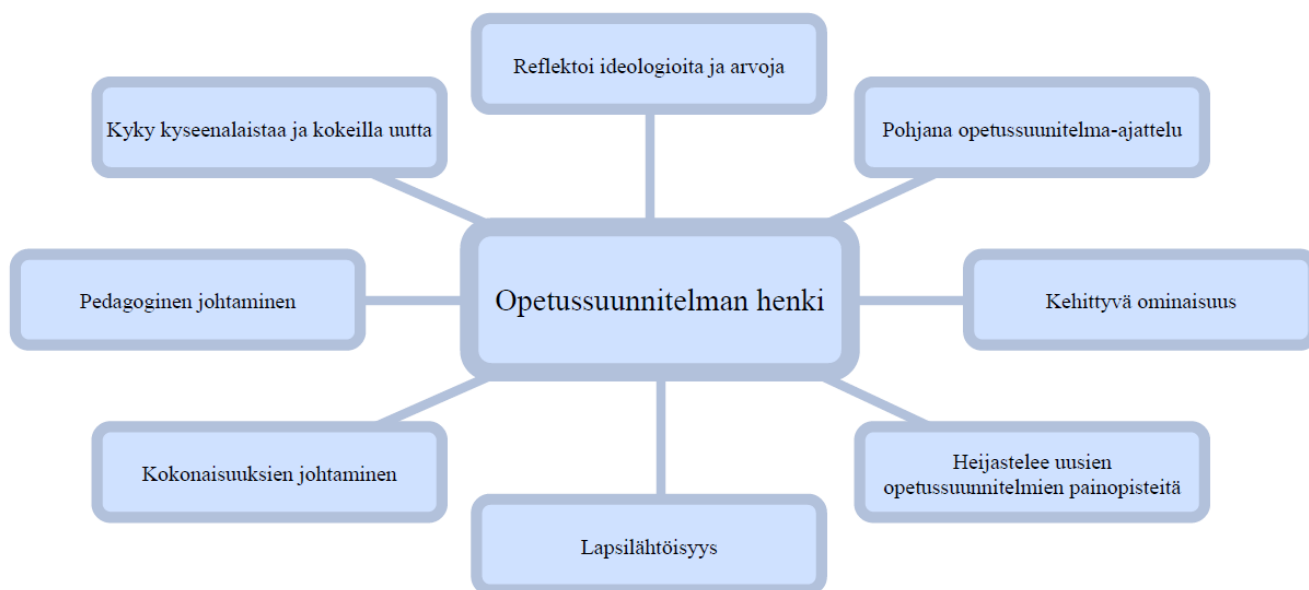 Reflektoi ideologioita ja arvoja
Kyky kyseenalaistaa ja kokeilla uutta
Pohjana opetussuunitelma-ajattelu
Pedagoginen johtaminen
Opetussuunnitelman henki
Kehittyvä ominaisuus
Kokonaisuuksien johtaminen
Heijastelee uusien
opetussuunnitelmien painopisteitä
Lapsilähtöisyys